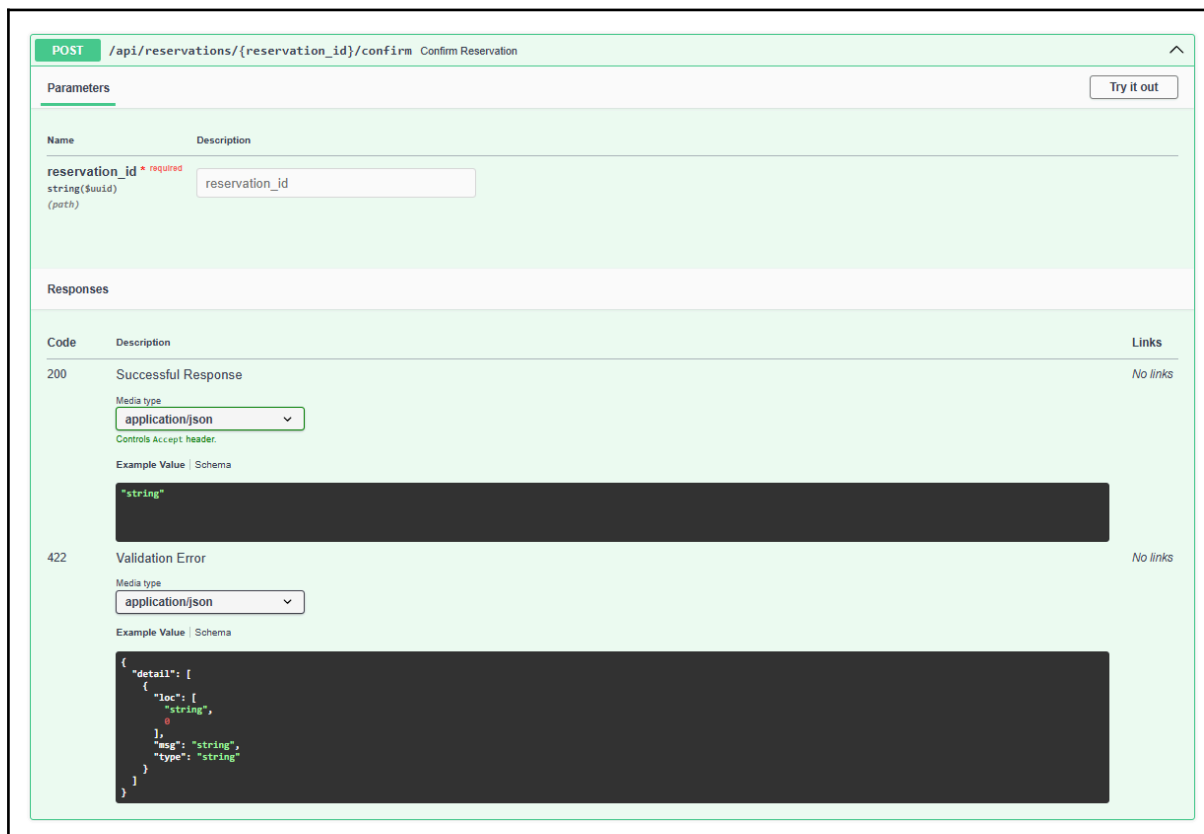 POST /api/reservations/{reservation_id}/confirm Confirm Reservation
Parameters
Try it out
Name Description
reservation_id * required
string($uuid)
(path)
reservation_id
Responses
Code Description Links
200 Successful Response No links
Media type
application/json
Controls Accept header.
Example Value Schema
"string"
422 Validation Error No links
Media type
application/json
Example Value Schema
{
  "detail": [
    {
      "loc": [
        "string",
        0
      ],
      "msg": "string",
      "type": "string"
    }
  ]
}